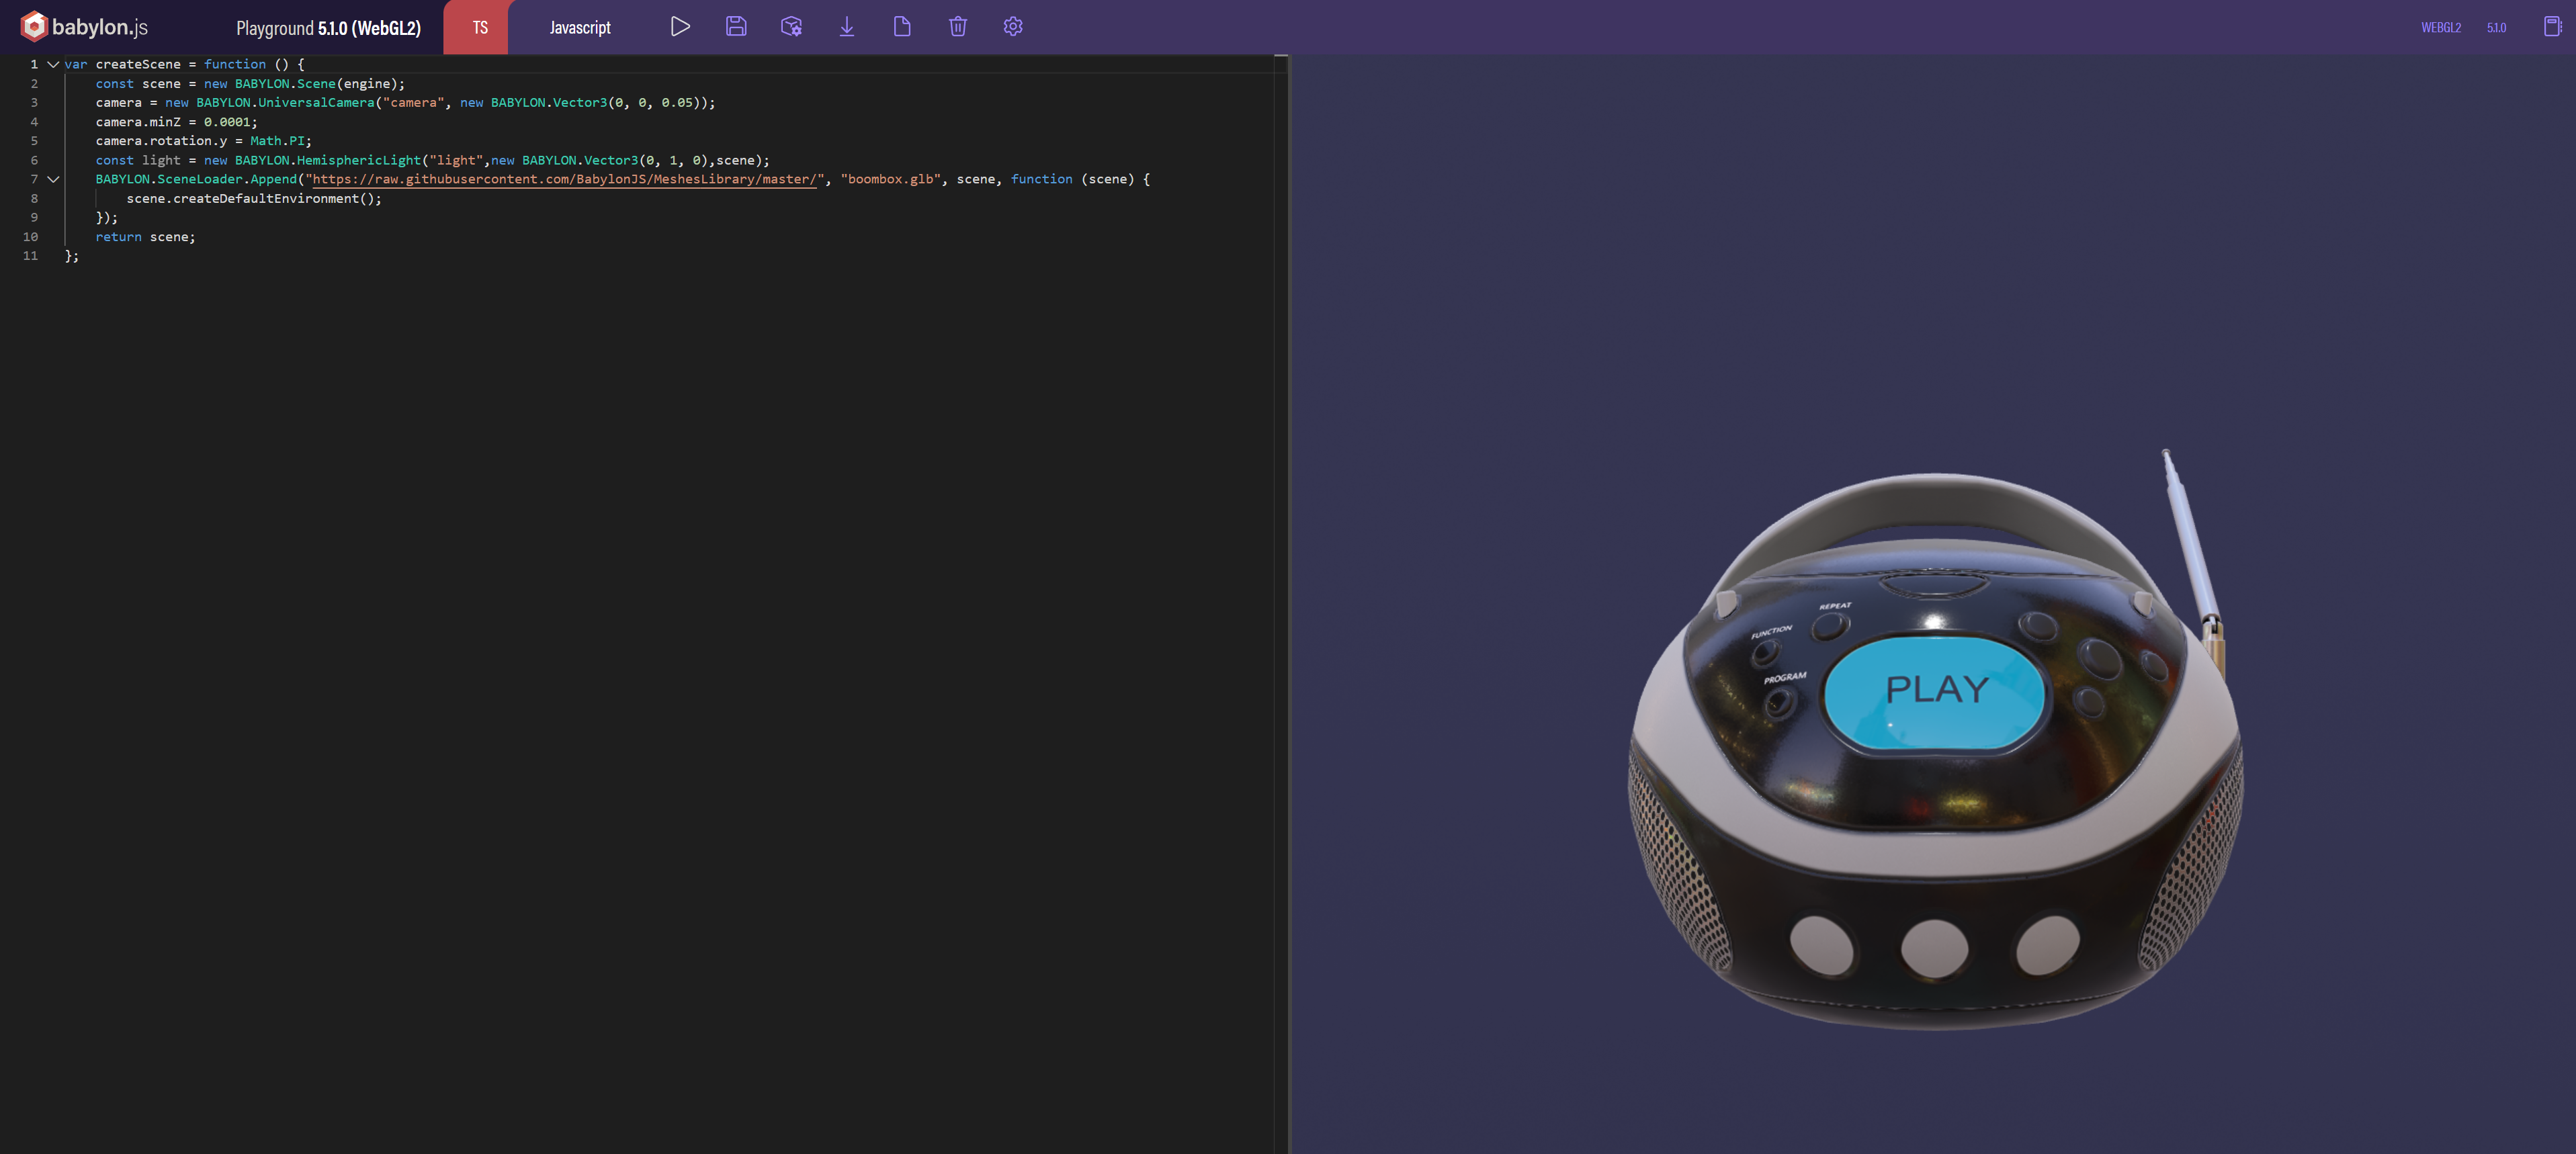 babylon.js
Playground 5.1.0 (WebGL2)
TS
Javascript
WEBGL2
5.1.0
1 var createScene = function () {
2     const scene = new BABYLON.Scene(engine);
3     camera = new BABYLON.UniversalCamera("camera", new BABYLON.Vector3(0, 0, 0.05));
4     camera.minZ = 0.0001;
5     camera.rotation.y = Math.PI;
6     const light = new BABYLON.HemisphericLight("light",new BABYLON.Vector3(0, 1, 0),scene);
7     BABYLON.SceneLoader.Append("https://raw.githubusercontent.com/BabylonJS/MeshesLibrary/master/", "boombox.glb", scene, function (scene) {
8         scene.createDefaultEnvironment();
9     });
10     return scene;
11 };
REPEAT
FUNCTION
PROGRAM
PLAY